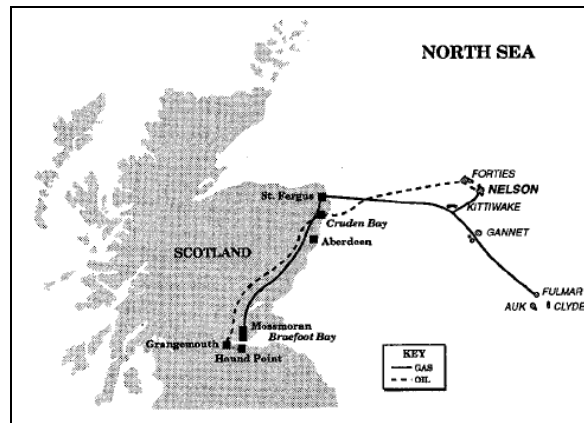 NORTH SEA
FORTIES
NELSON
St. Fergus
KITTIWAKE
Cruden Bay
GANNET
SCOTLAND
Aberdeen
FULMAR
AUK
CLYDE
Mossmoran
Braefoot Bay
Grangemouth
Hound Point
KEY
GAS
OIL